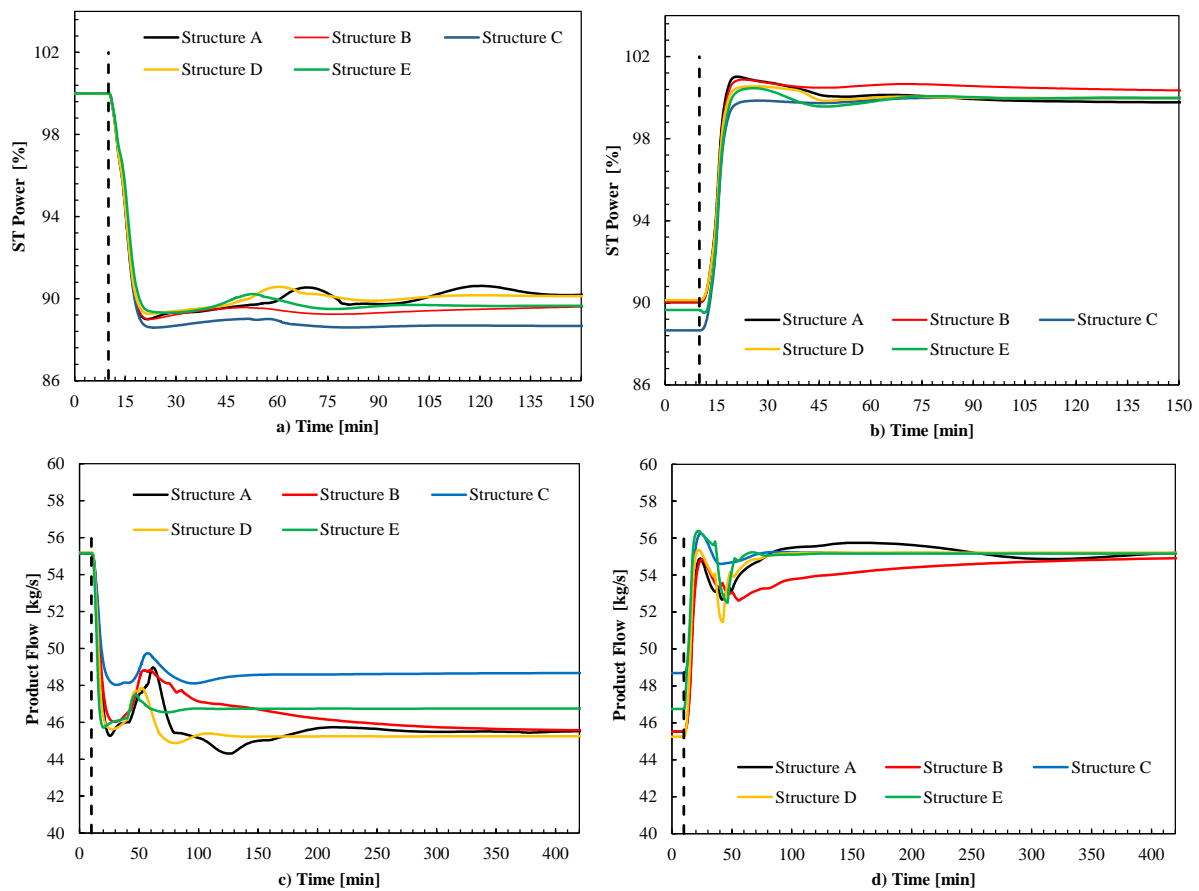 Structure A Structure B Structure C
Structure D Structure E
102
98
94
90
86
ST Power [%]
0 15 30 45 60 75 90 105 120 135 150
a) Time [min]
102
98
94
90
86
ST Power [%]
Structure A Structure B Structure C
Structure D Structure E
0 15 30 45 60 75 90 105 120 135 150
b) Time [min]
60
58
56
54
52
50
48
46
44
42
40
Product Flow [kg/s]
Structure A Structure B Structure C
Structure D Structure E
0 50 100 150 200 250 300 350 400
c) Time [min]
60
58
56
54
52
50
48
46
44
42
40
Product Flow [kg/s]
Structure A Structure B Structure C
Structure D Structure E
0 50 100 150 200 250 300 350 400
d) Time [min]